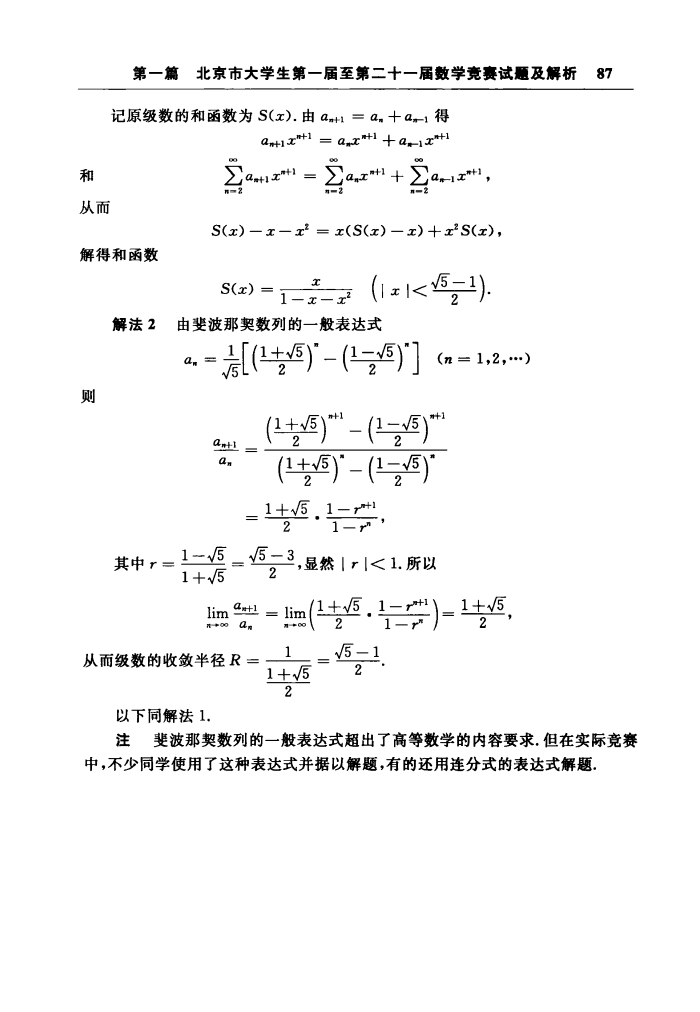 第一篇 北京市大学生第一届至第二十一届数学竞赛试题及解析 87
记原级数的和函数为 S(x). 由 aₙ₊₁ = aₙ + aₙ₋₁ 得
aₙ₊₁xⁿ⁺¹ = aₙxⁿ⁺¹ + aₙ₋₁xⁿ⁺¹
和 $\sum_{n=2}^{\infty} a_{n+1}x^{n+1} = \sum_{n=2}^{\infty} a_n x^{n+1} + \sum_{n=2}^{\infty} a_{n-1}x^{n+1}$,
从而
S(x) − x − x² = x(S(x) − x) + x²S(x),
解得和函数
$S(x) = \frac{x}{1-x-x^2} \left(|x| < \frac{\sqrt{5}-1}{2}\right).$
解法 2 由斐波那契数列的一般表达式
$a_n = \frac{1}{\sqrt{5}}\left[\left(\frac{1+\sqrt{5}}{2}\right)^n - \left(\frac{1-\sqrt{5}}{2}\right)^n\right]$ (n = 1,2,⋯)
则
$\frac{a_{n+1}}{a_n} = \frac{\left(\frac{1+\sqrt{5}}{2}\right)^{n+1} - \left(\frac{1-\sqrt{5}}{2}\right)^{n+1}}{\left(\frac{1+\sqrt{5}}{2}\right)^n - \left(\frac{1-\sqrt{5}}{2}\right)^n}$
$= \frac{1+\sqrt{5}}{2} \cdot \frac{1-r^{n+1}}{1-r^n}$,
其中 $r = \frac{1-\sqrt{5}}{1+\sqrt{5}} = \frac{\sqrt{5}-3}{2}$,显然 | r | < 1. 所以
$\lim_{n\to\infty} \frac{a_{n+1}}{a_n} = \lim_{n\to\infty}\left(\frac{1+\sqrt{5}}{2} \cdot \frac{1-r^{n+1}}{1-r^n}\right) = \frac{1+\sqrt{5}}{2}$,
从而级数的收敛半径 $R = \frac{1}{\frac{1+\sqrt{5}}{2}} = \frac{\sqrt{5}-1}{2}$.
以下同解法 1.
注 斐波那契数列的一般表达式超出了高等数学的内容要求. 但在实际竞赛
中,不少同学使用了这种表达式并据以解题,有的还用连分式的表达式解题.